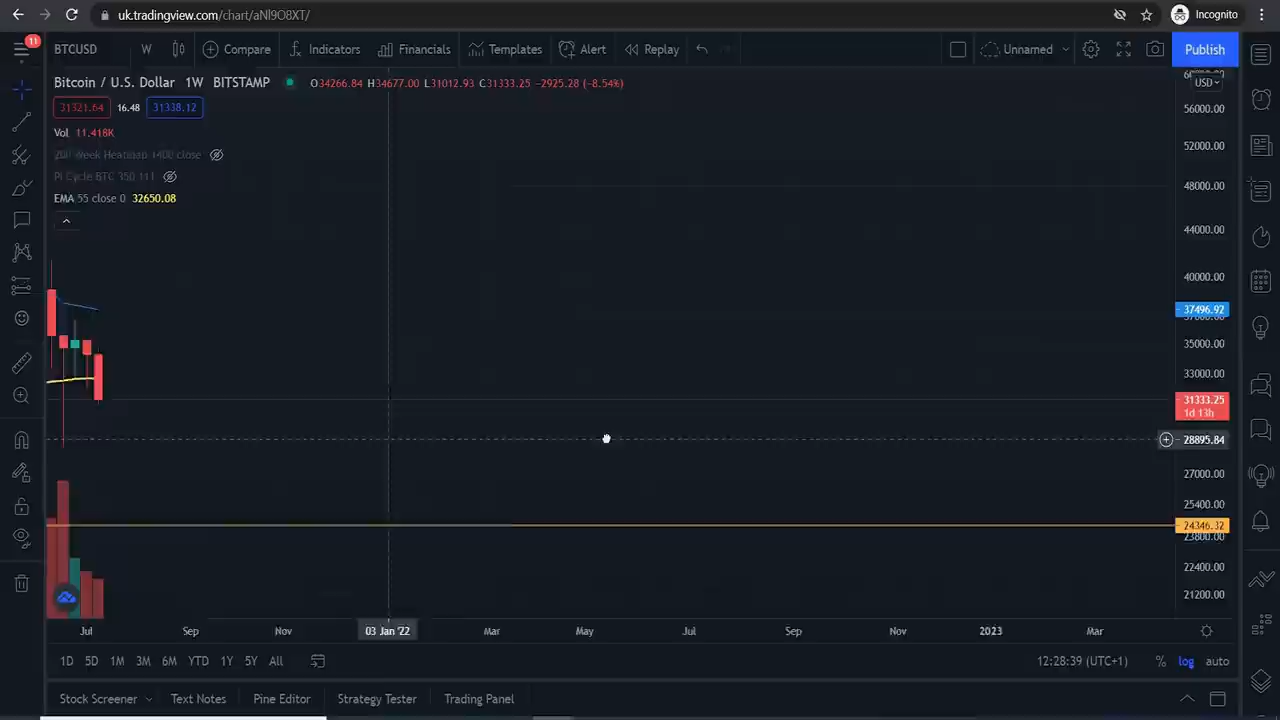 uk.tradingview.com/chart/aNl9O8XT/
Incognito
11
BTCUSD W Compare Indicators Financials Templates Alert Replay Unnamed Publish
Bitcoin / U.S. Dollar 1W BITSTAMP O34266.84 H34677.00 L31012.93 C31333.25 −2925.28 (−8.54%)
USD
31321.64 16.48 31338.12
56000.00
Vol 11.418K
52000.00
200 Week Heatmap 1400 close
Pi Cycle BTC 350 111
48000.00
EMA 55 close 0 32650.08
44000.00
40000.00
37496.92
35000.00
33000.00
31333.25
1d 13h
28895.84
27000.00
25400.00
24346.32
23800.00
22400.00
21200.00
Jul Sep Nov 03 Jan '22 Mar May Jul Sep Nov 2023 Mar
1D 5D 1M 3M 6M YTD 1Y 5Y All 12:28:39 (UTC+1) % log auto
Stock Screener Text Notes Pine Editor Strategy Tester Trading Panel